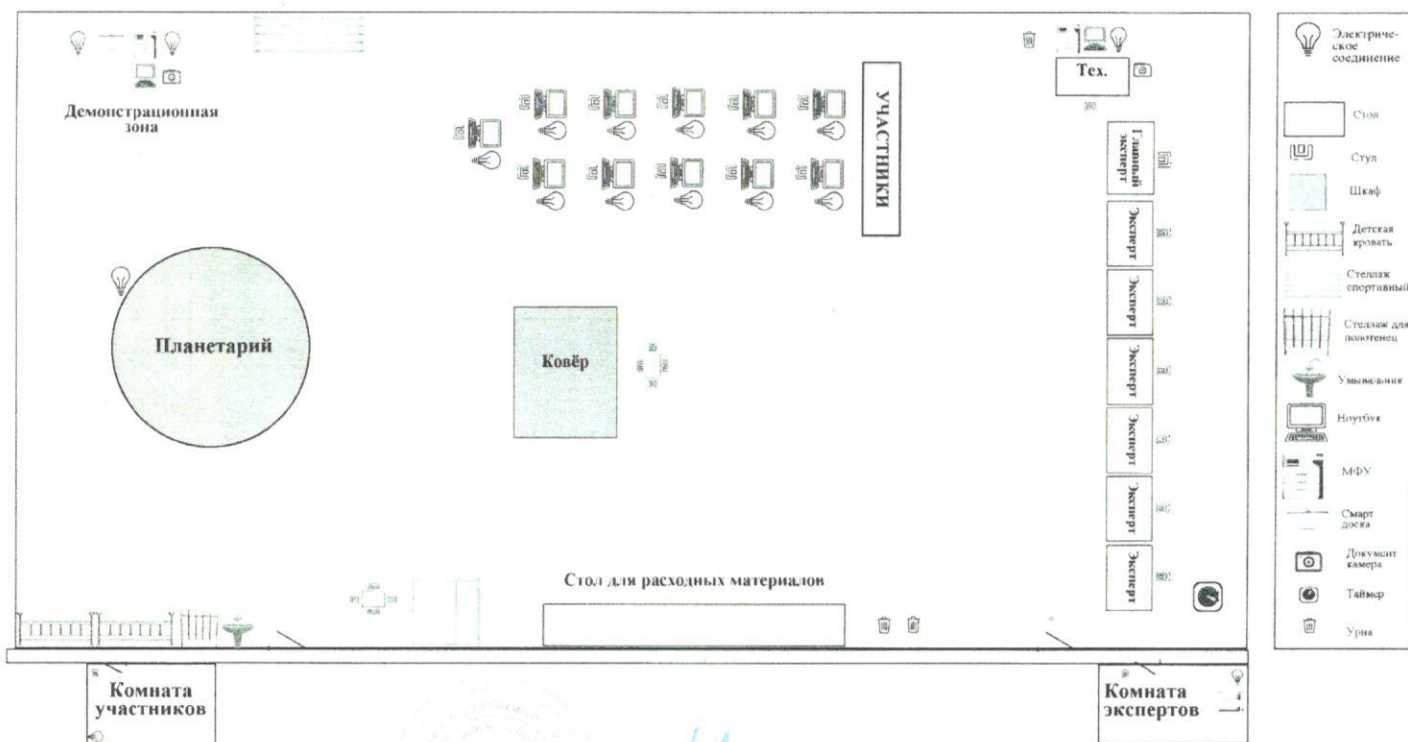 Демонстрационная
зона
УЧАСТНИКИ
Тех.
Главный
эксперт
Эксперт
Эксперт
Эксперт
Эксперт
Эксперт
Эксперт
Планетарий
Ковёр
Стол для расходных материалов
Комната
участников
Комната
экспертов
Электриче-
ское
соединение
Стол
Стул
Шкаф
Детская
кровать
Стеллаж
спортивный
Стеллаж для
полотенец
Умывальник
Ноутбук
МФУ
Смарт
доска
Документ
камера
Таймер
Урна